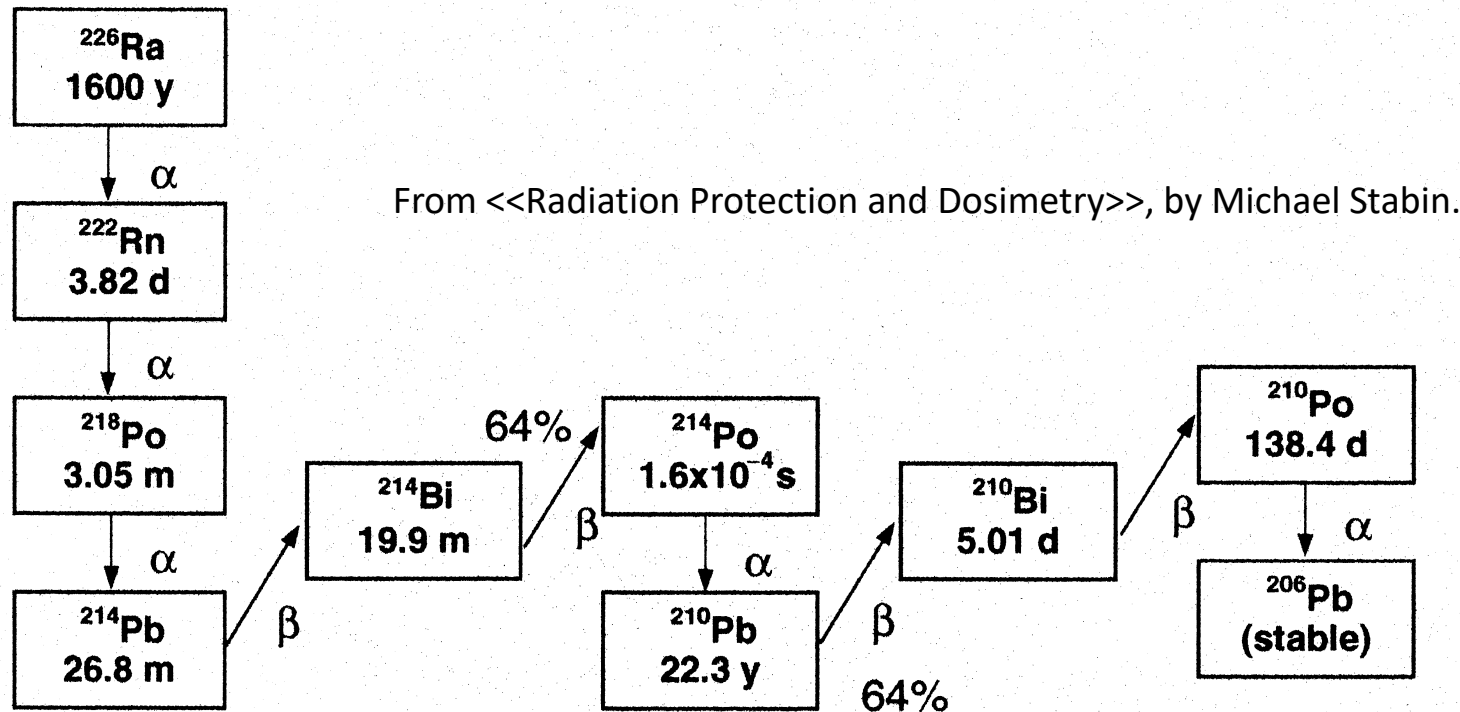 ²²⁶Ra
1600 y
α
From <<Radiation Protection and Dosimetry>>, by Michael Stabin.
²²²Rn
3.82 d
α
²¹⁸Po
3.05 m
α
²¹⁴Pb
26.8 m
β
²¹⁴Bi
19.9 m
64%
β
²¹⁴Po
1.6x10⁻⁴s
α
²¹⁰Pb
22.3 y
β
64%
²¹⁰Bi
5.01 d
β
²¹⁰Po
138.4 d
α
²⁰⁶Pb
(stable)